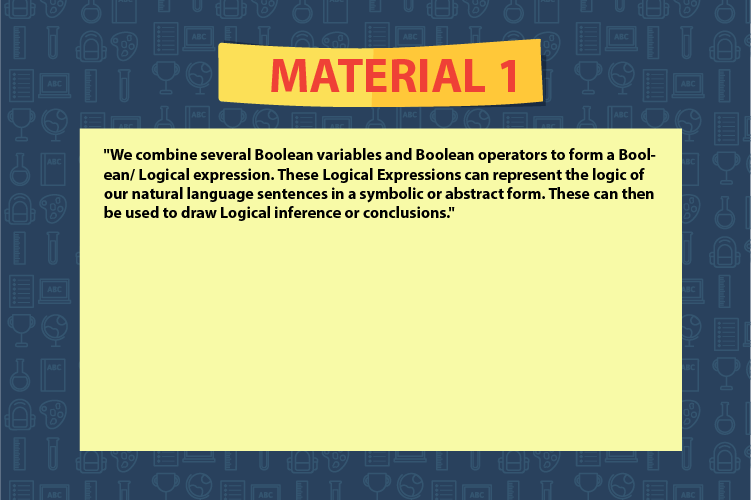 MATERIAL 1
"We combine several Boolean variables and Boolean operators to form a Bool-
ean/ Logical expression. These Logical Expressions can represent the logic of
our natural language sentences in a symbolic or abstract form. These can then
be used to draw Logical inference or conclusions."